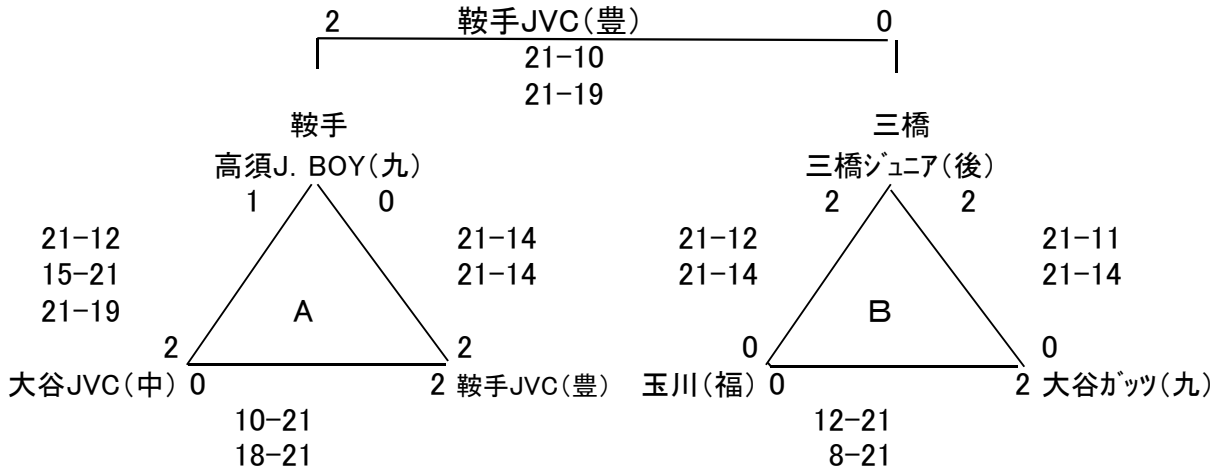 2 鞍手JVC(豊) 0
21-10
21-19
鞍手 三橋
高須J. BOY(九) 三橋ジュニア(後)
1 0 2 2
21-12 21-14 21-12 21-11
15-21 21-14 21-14 21-14
21-19 A B
2 2 0 0
大谷JVC(中) 0 2 鞍手JVC(豊) 玉川(福) 0 2 大谷ガッツ(九)
10-21 12-21
18-21 8-21